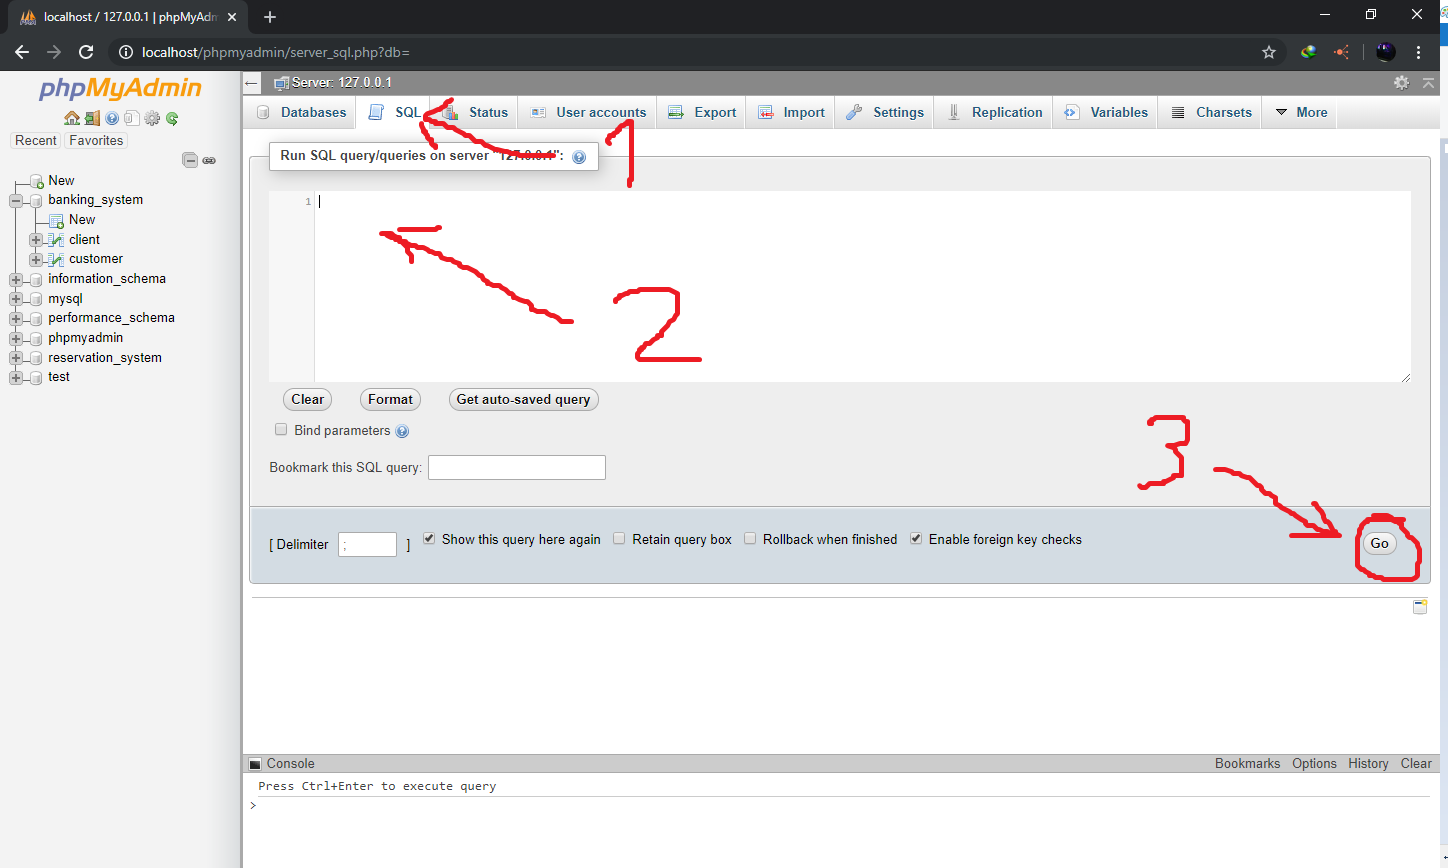 localhost / 127.0.0.1 | phpMyAdm
localhost/phpmyadmin/server_sql.php?db=
phpMyAdmin
Recent Favorites
New
banking_system
New
client
customer
information_schema
mysql
performance_schema
phpmyadmin
reservation_system
test
Server: 127.0.0.1
Databases SQL Status User accounts Export Import Settings Replication Variables Charsets More
1
Run SQL query/queries on server "127.0.0.1":
1
2
Clear Format Get auto-saved query
Bind parameters
Bookmark this SQL query:
3
[ Delimiter ; ] Show this query here again Retain query box Rollback when finished Enable foreign key checks Go
Console Bookmarks Options History Clear
Press Ctrl+Enter to execute query
>